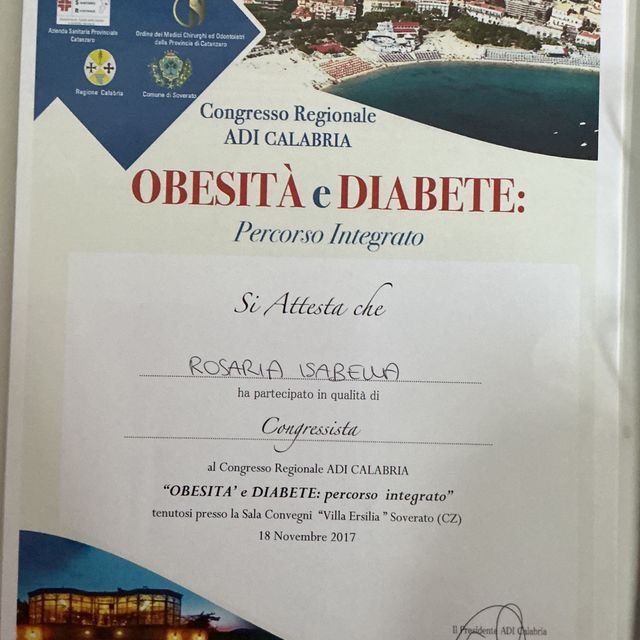 Azienda Sanitaria Provinciale
Catanzaro
Ordine dei Medici Chirurghi ed Odontoiatri
della Provincia di Catanzaro
Regione Calabria
Comune di Soverato
Congresso Regionale
ADI CALABRIA
OBESITÀ e DIABETE:
Percorso Integrato
Si Attesta che
ROSARIA ISABELLA
ha partecipato in qualità di
Congressista
al Congresso Regionale ADI CALABRIA
“OBESITA’ e DIABETE: percorso integrato”
tenutosi presso la Sala Convegni “Villa Ersilia” Soverato (CZ)
18 Novembre 2017
Il Presidente ADI Calabria